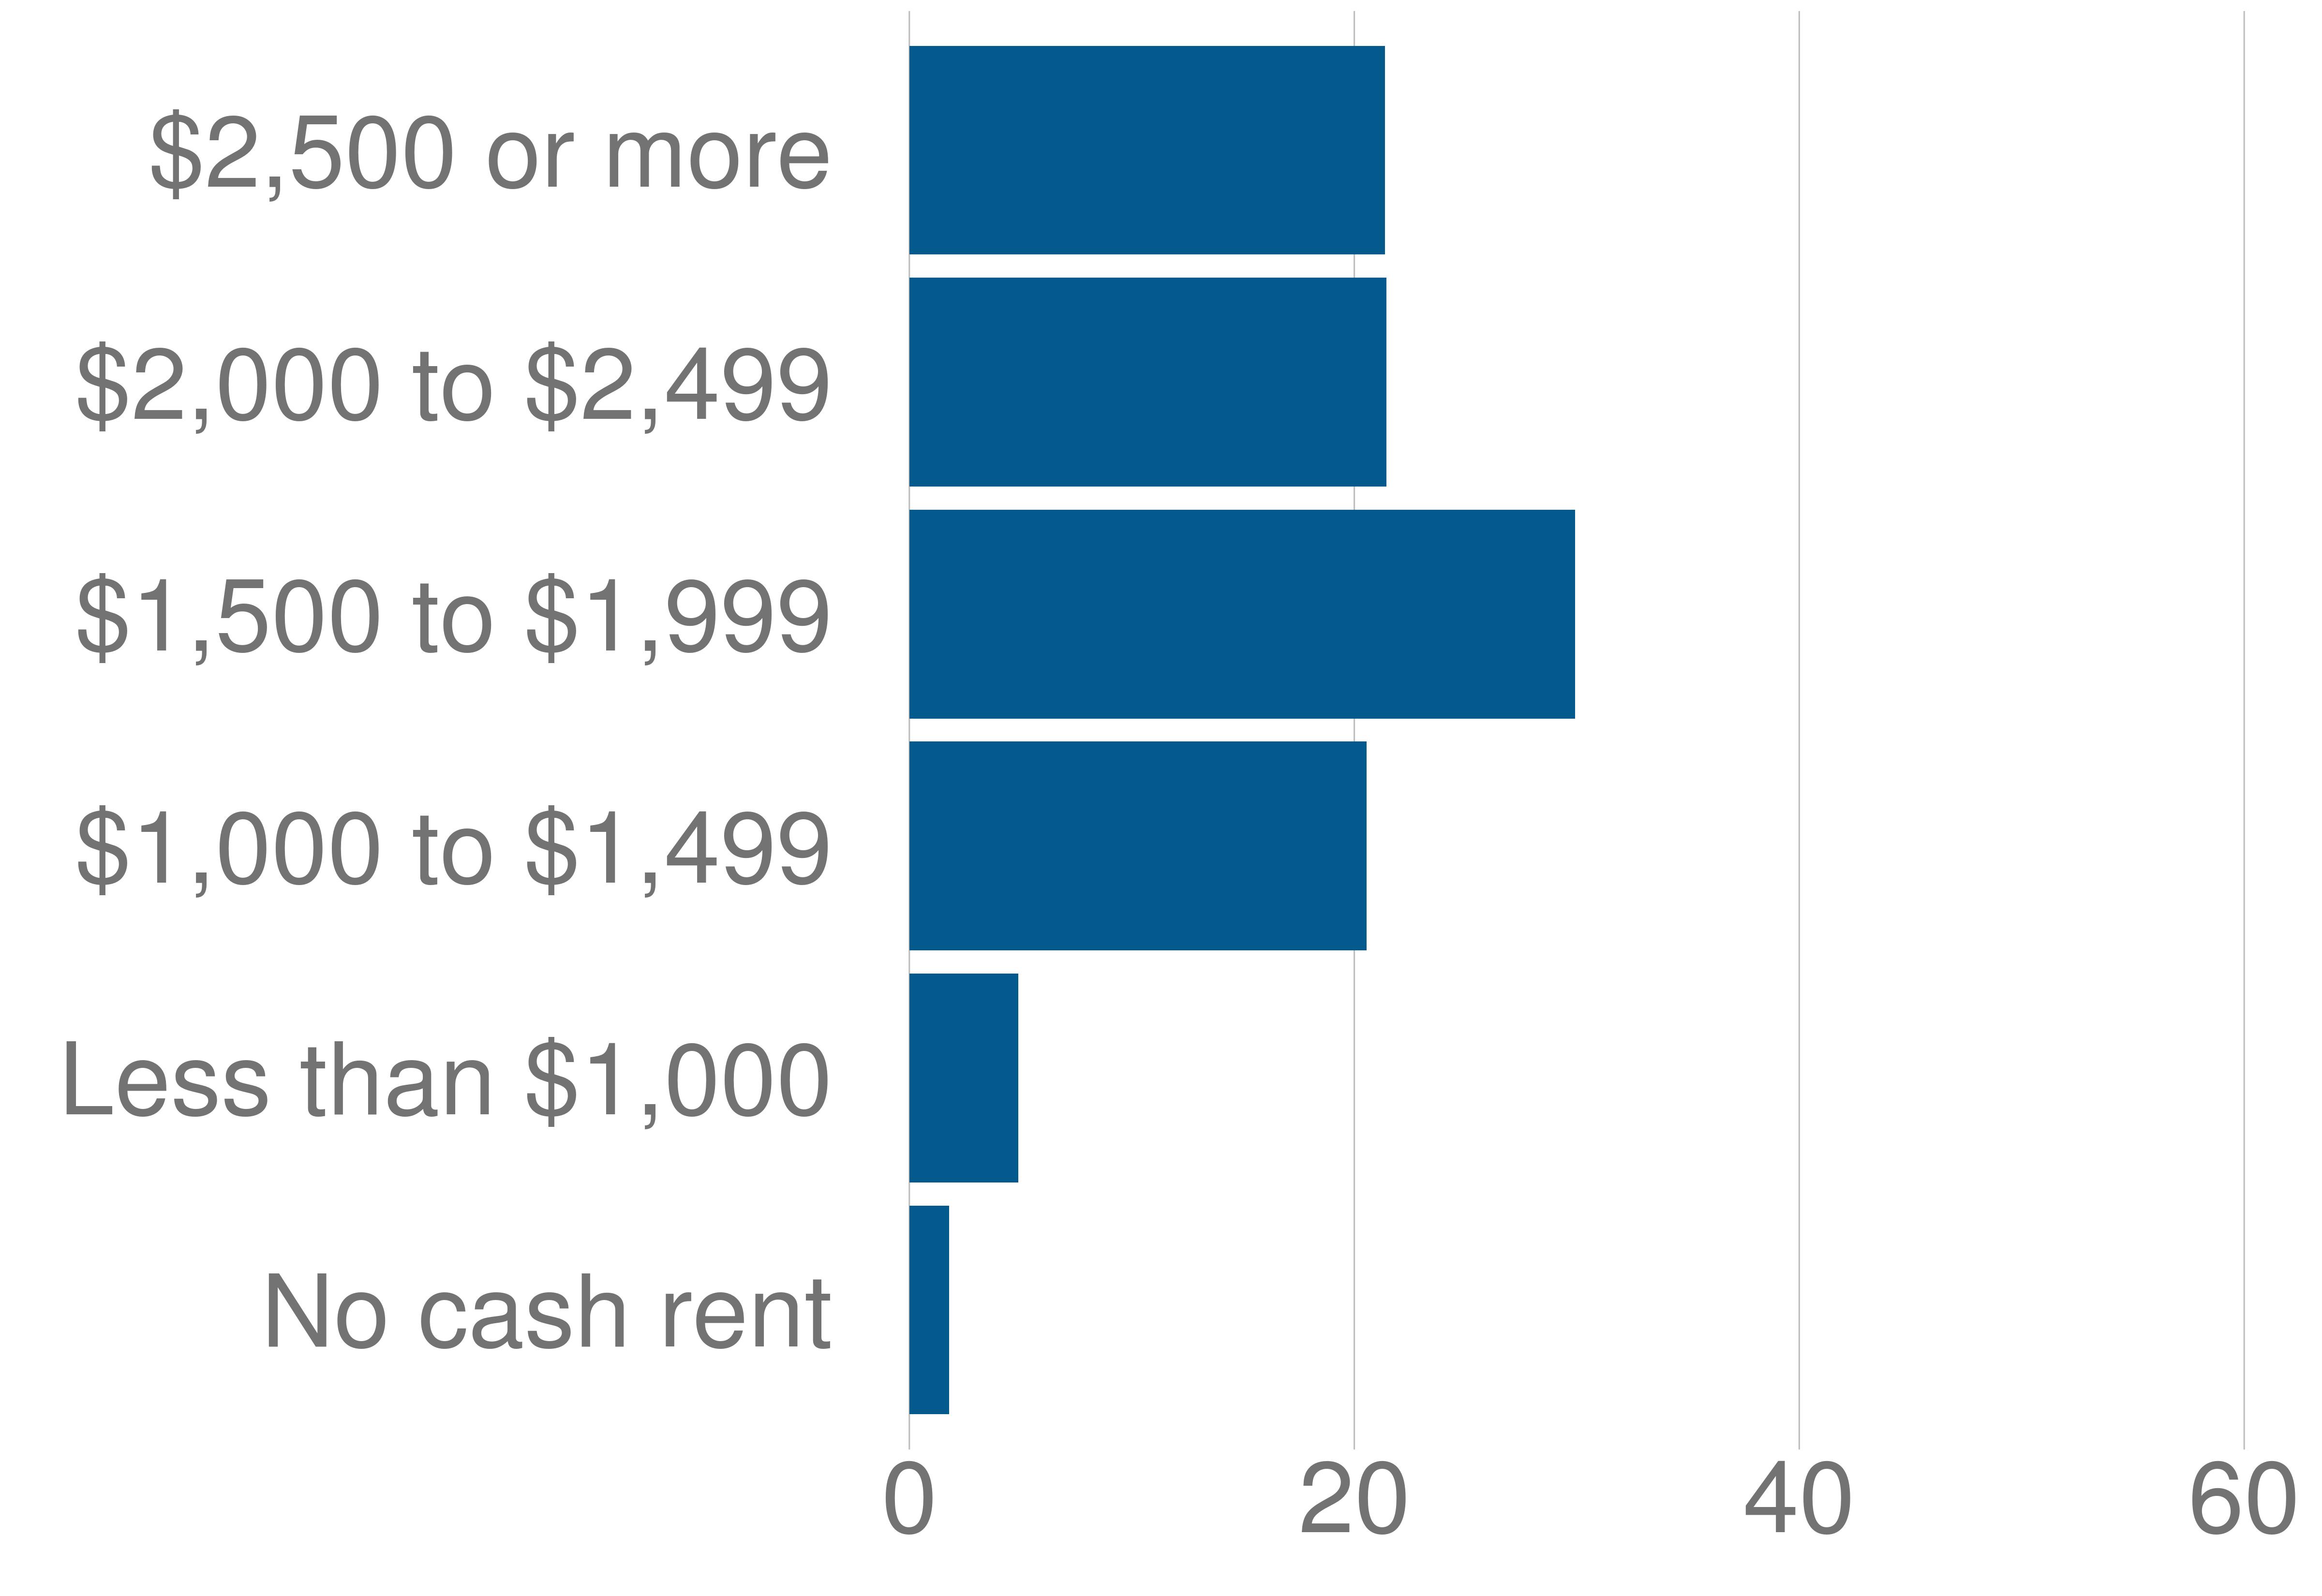 $2,500 or more
$2,000 to $2,499
$1,500 to $1,999
$1,000 to $1,499
Less than $1,000
No cash rent
0 20 40 60